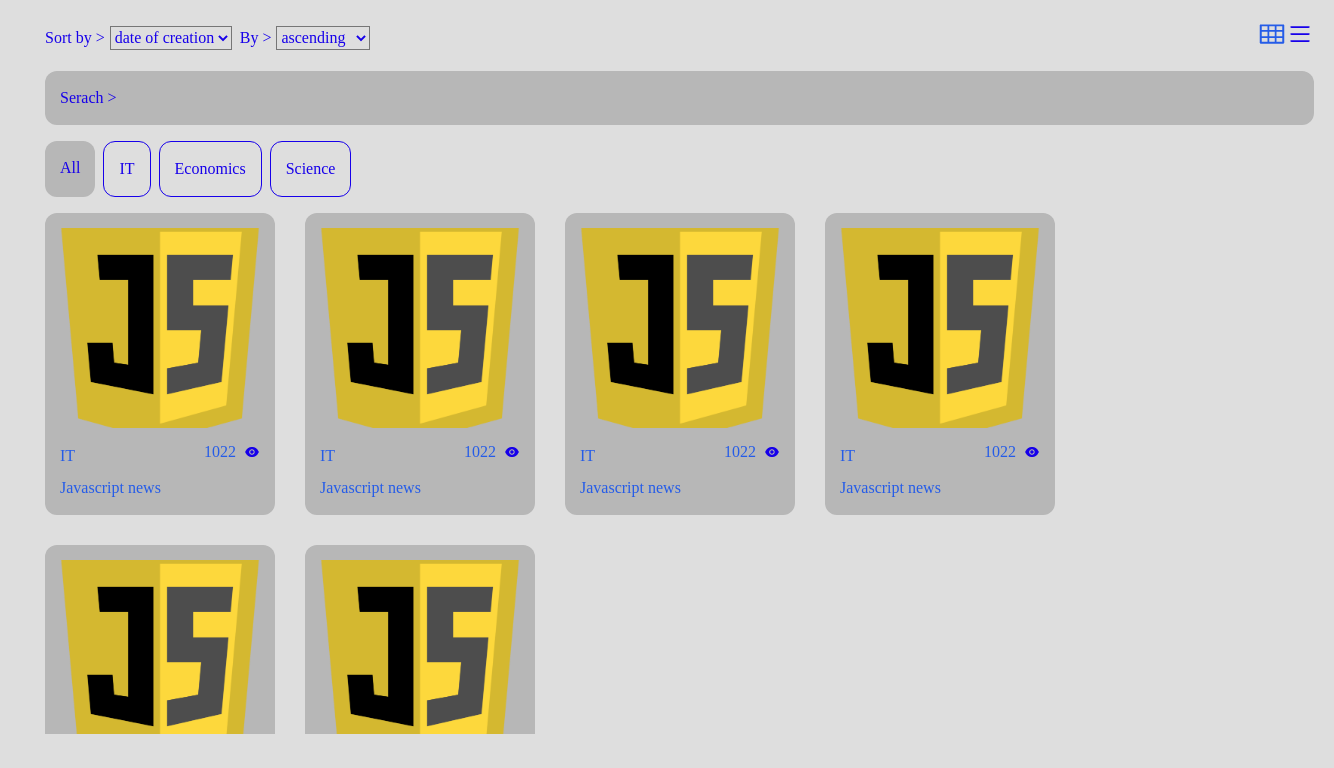 Sort by > date of creation By > ascending
Serach >
All IT Economics Science
JS JS JS JS
IT 1022 IT 1022 IT 1022 IT 1022
Javascript news Javascript news Javascript news Javascript news
JS JS